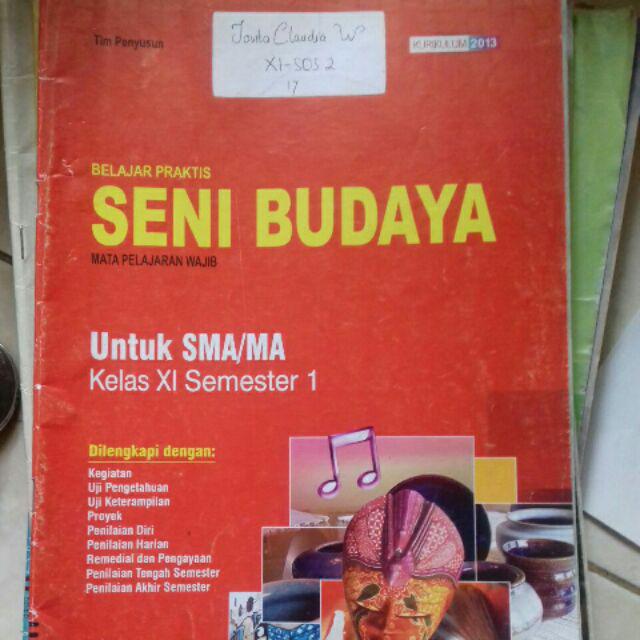 Tim Penyusun
Claudia W
XI-SOS 2
17
KURIKULUM 2013
BELAJAR PRAKTIS
SENI BUDAYA
MATA PELAJARAN WAJIB
Untuk SMA/MA
Kelas XI Semester 1
Dilengkapi dengan:
Kegiatan
Uji Pengetahuan
Uji Keterampilan
Proyek
Penilaian Diri
Penilaian Harian
Remedial dan Pengayaan
Penilaian Tengah Semester
Penilaian Akhir Semester